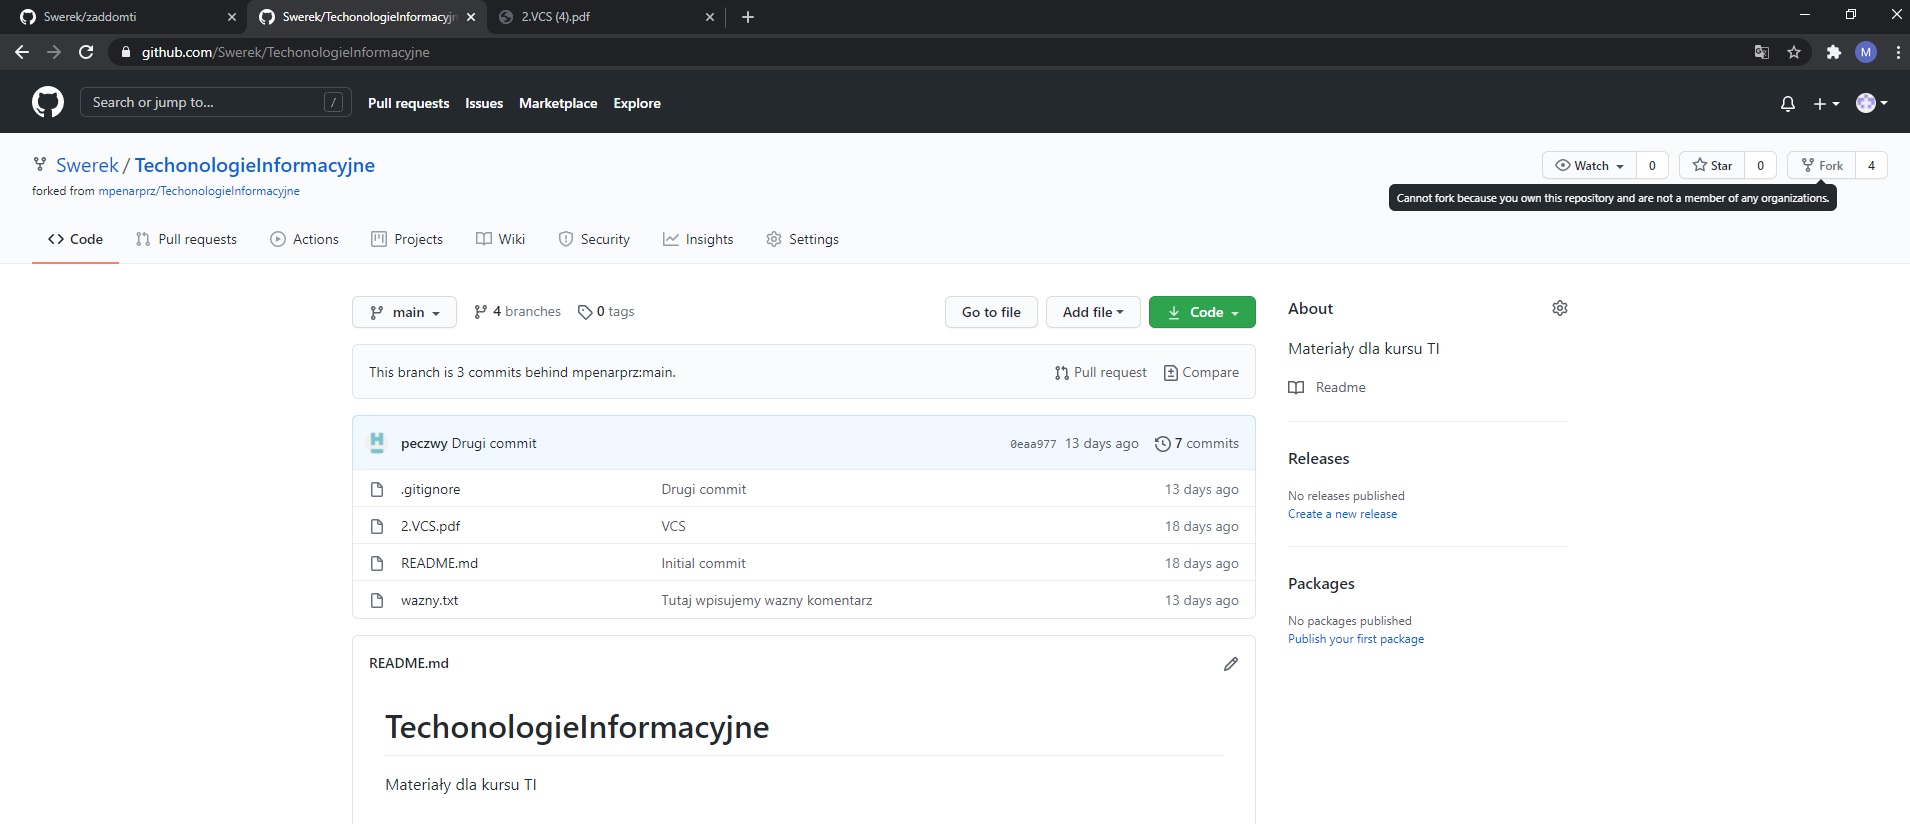 Swerek/zaddomti
Swerek/TechonologieInformacyjn
2.VCS (4).pdf
github.com/Swerek/TechonologieInformacyjne
M
Search or jump to...
/
Pull requests Issues Marketplace Explore
Swerek / TechonologieInformacyjne
Watch 0 Star 0 Fork 4
forked from mpenarprz/TechonologieInformacyjne
Cannot fork because you own this repository and are not a member of any organizations.
Code Pull requests Actions Projects Wiki Security Insights Settings
main 4 branches 0 tags Go to file Add file Code
This branch is 3 commits behind mpenarprz:main. Pull request Compare
peczwy Drugi commit 0eaa977 13 days ago 7 commits
.gitignore Drugi commit 13 days ago
2.VCS.pdf VCS 18 days ago
README.md Initial commit 18 days ago
wazny.txt Tutaj wpisujemy wazny komentarz 13 days ago
README.md
TechonologieInformacyjne
Materiały dla kursu TI
About
Materiały dla kursu TI
Readme
Releases
No releases published
Create a new release
Packages
No packages published
Publish your first package